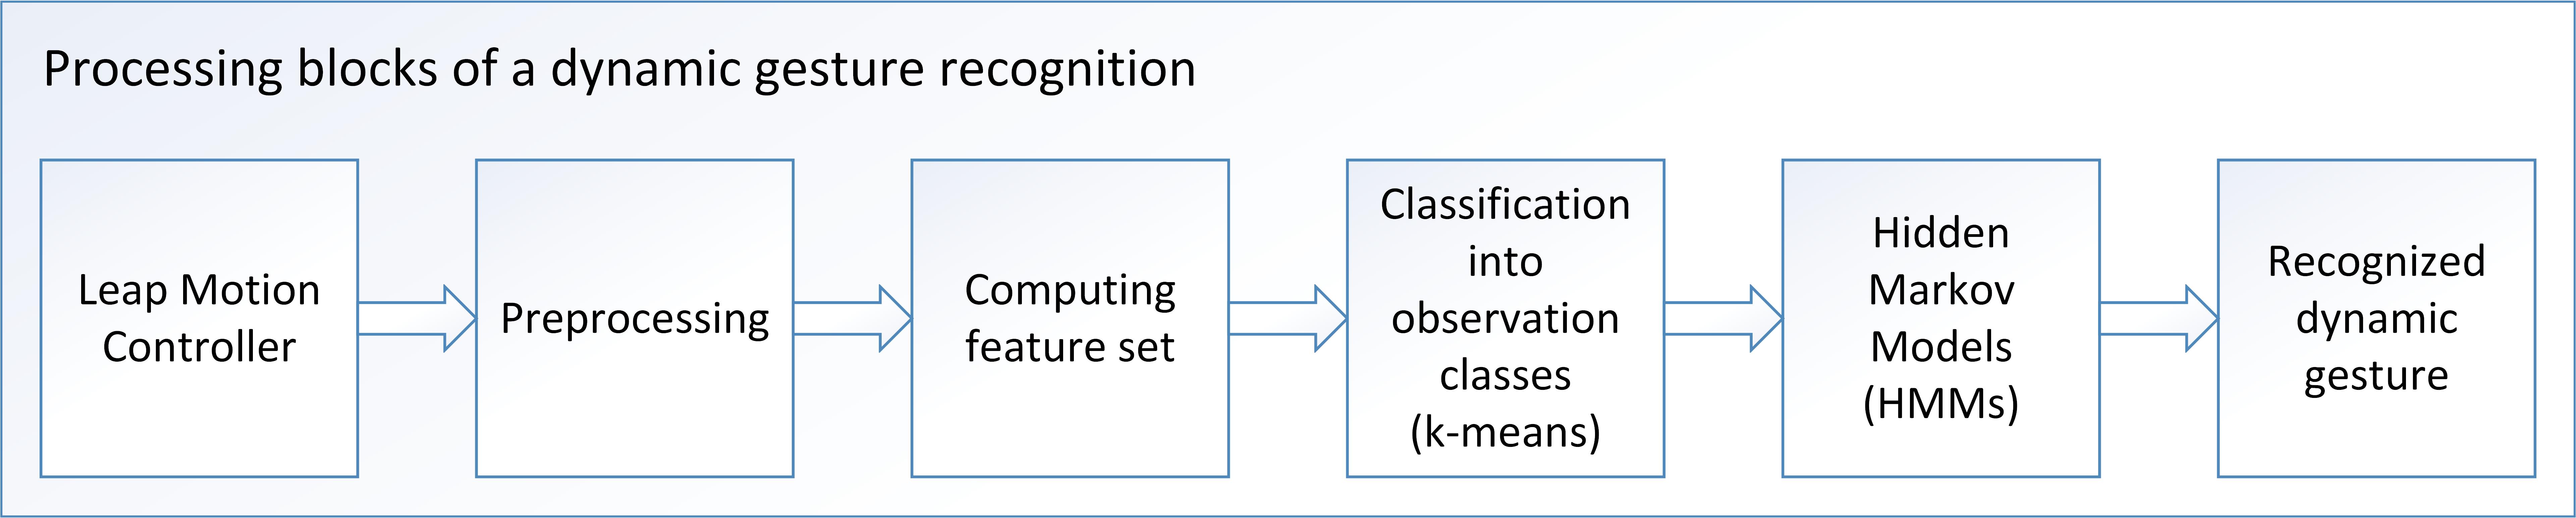 Processing blocks of a dynamic gesture recognition
Leap Motion
Controller
Preprocessing
Computing
feature set
Classification
into
observation
classes
(k-means)
Hidden
Markov
Models
(HMMs)
Recognized
dynamic
gesture